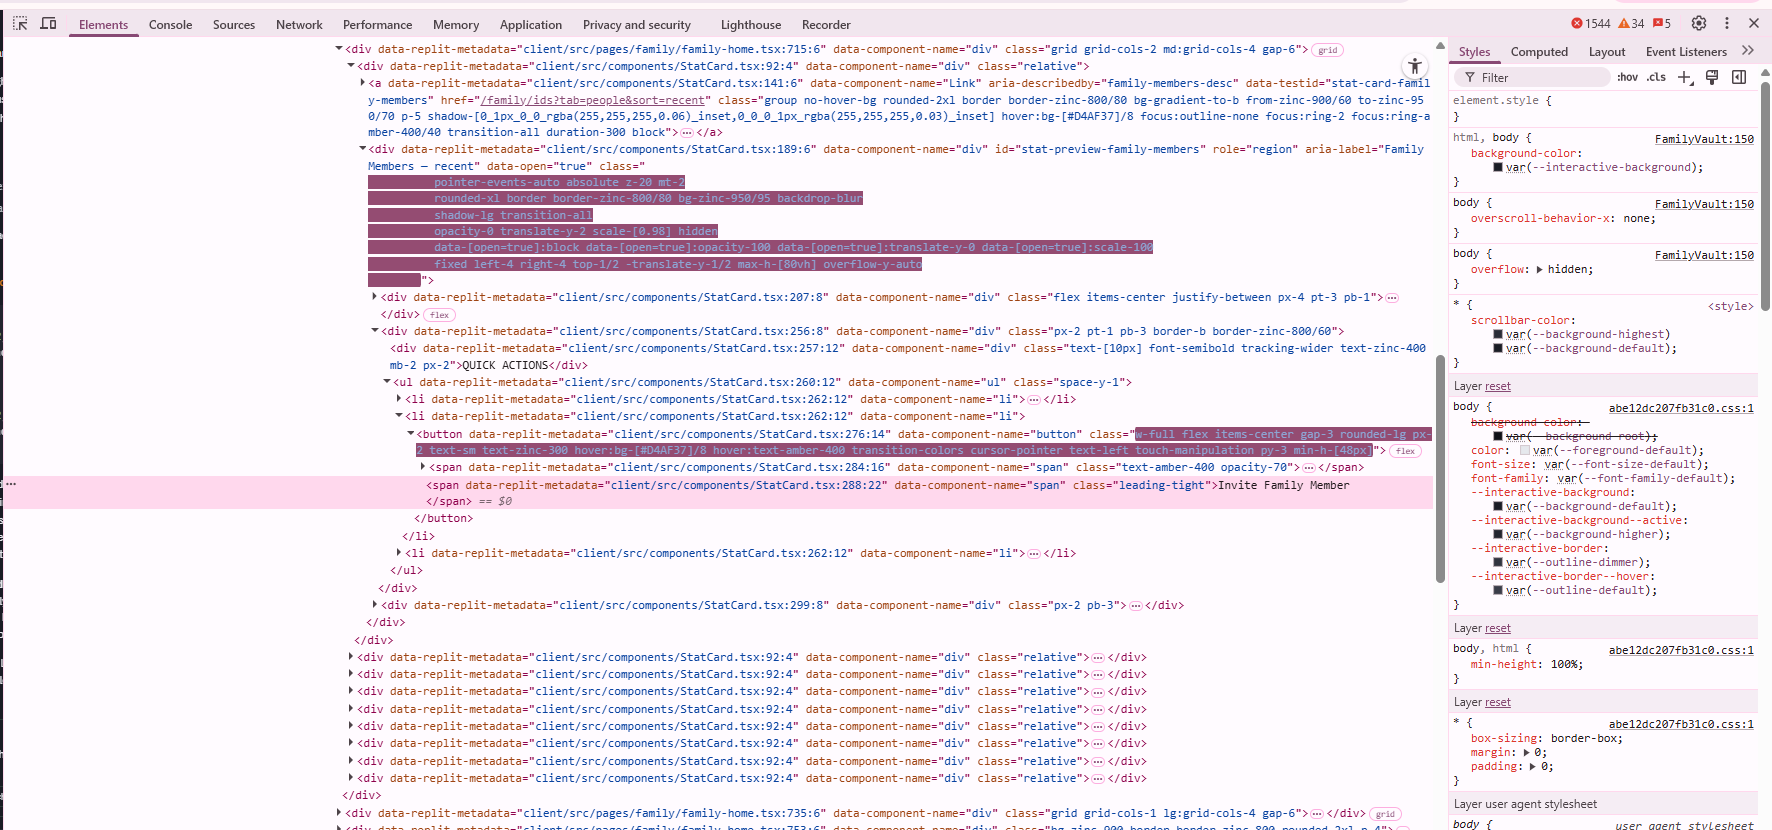 Elements Console Sources Network Performance Memory Application Privacy and security Lighthouse Recorder 1544 34 5
<div data-replit-metadata="client/src/pages/family/family-home.tsx:715:6" data-component-name="div" class="grid grid-cols-2 md:grid-cols-4 gap-6"> grid
<div data-replit-metadata="client/src/components/StatCard.tsx:92:4" data-component-name="div" class="relative">
<a data-replit-metadata="client/src/components/StatCard.tsx:141:6" data-component-name="Link" aria-describedby="family-members-desc" data-testid="stat-card-famil
y-members" href="/family/ids?tab=people&sort=recent" class="group no-hover-bg rounded-2xl border border-zinc-800/80 bg-gradient-to-b from-zinc-900/60 to-zinc-95
0/70 p-5 shadow-[0_1px_0_0_rgba(255,255,255,0.06)_inset,0_0_0_1px_rgba(255,255,255,0.03)_inset] hover:bg-[#D4AF37]/8 focus:outline-none focus:ring-2 focus:ring-a
mber-400/40 transition-all duration-300 block">…</a>
<div data-replit-metadata="client/src/components/StatCard.tsx:189:6" data-component-name="div" id="stat-preview-family-members" role="region" aria-label="Family
Members — recent" data-open="true" class="
pointer-events-auto absolute z-20 mt-2
rounded-xl border border-zinc-800/80 bg-zinc-950/95 backdrop-blur
shadow-lg transition-all
opacity-0 translate-y-2 scale-[0.98] hidden
data-[open=true]:block data-[open=true]:opacity-100 data-[open=true]:translate-y-0 data-[open=true]:scale-100
fixed left-4 right-4 top-1/2 -translate-y-1/2 max-h-[80vh] overflow-y-auto
">
<div data-replit-metadata="client/src/components/StatCard.tsx:207:8" data-component-name="div" class="flex items-center justify-between px-4 pt-3 pb-1">…
</div> flex
<div data-replit-metadata="client/src/components/StatCard.tsx:256:8" data-component-name="div" class="px-2 pt-1 pb-3 border-b border-zinc-800/60">
<div data-replit-metadata="client/src/components/StatCard.tsx:257:12" data-component-name="div" class="text-[10px] font-semibold tracking-wider text-zinc-400
mb-2 px-2">QUICK ACTIONS</div>
<ul data-replit-metadata="client/src/components/StatCard.tsx:260:12" data-component-name="ul" class="space-y-1">
<li data-replit-metadata="client/src/components/StatCard.tsx:262:12" data-component-name="li">…</li>
<li data-replit-metadata="client/src/components/StatCard.tsx:262:12" data-component-name="li">
<button data-replit-metadata="client/src/components/StatCard.tsx:276:14" data-component-name="button" class="w-full flex items-center gap-3 rounded-lg px-
2 text-sm text-zinc-300 hover:bg-[#D4AF37]/8 hover:text-amber-400 transition-colors cursor-pointer text-left touch-manipulation py-3 min-h-[48px]"> flex
<span data-replit-metadata="client/src/components/StatCard.tsx:284:16" data-component-name="span" class="text-amber-400 opacity-70">…</span>
<span data-replit-metadata="client/src/components/StatCard.tsx:288:22" data-component-name="span" class="leading-tight">Invite Family Member
</span> == $0
</button>
</li>
<li data-replit-metadata="client/src/components/StatCard.tsx:262:12" data-component-name="li">…</li>
</ul>
</div>
<div data-replit-metadata="client/src/components/StatCard.tsx:299:8" data-component-name="div" class="px-2 pb-3">…</div>
</div>
</div>
<div data-replit-metadata="client/src/components/StatCard.tsx:92:4" data-component-name="div" class="relative">…</div>
<div data-replit-metadata="client/src/components/StatCard.tsx:92:4" data-component-name="div" class="relative">…</div>
<div data-replit-metadata="client/src/components/StatCard.tsx:92:4" data-component-name="div" class="relative">…</div>
<div data-replit-metadata="client/src/components/StatCard.tsx:92:4" data-component-name="div" class="relative">…</div>
<div data-replit-metadata="client/src/components/StatCard.tsx:92:4" data-component-name="div" class="relative">…</div>
<div data-replit-metadata="client/src/components/StatCard.tsx:92:4" data-component-name="div" class="relative">…</div>
<div data-replit-metadata="client/src/components/StatCard.tsx:92:4" data-component-name="div" class="relative">…</div>
<div data-replit-metadata="client/src/components/StatCard.tsx:92:4" data-component-name="div" class="relative">…</div>
</div>
<div data-replit-metadata="client/src/pages/family/family-home.tsx:735:6" data-component-name="div" class="grid grid-cols-1 lg:grid-cols-4 gap-6">…</div> grid
Styles Computed Layout Event Listeners
Filter :hov .cls
element.style {
}
html, body { FamilyVault:150
background-color:
var(--interactive-background);
}
body { FamilyVault:150
overscroll-behavior-x: none;
}
body { FamilyVault:150
overflow: hidden;
}
* { <style>
scrollbar-color:
var(--background-highest)
var(--background-default);
}
Layer reset
body { abe12dc207fb31c0.css:1
background-color:
var(--background-root);
color: var(--foreground-default);
font-size: var(--font-size-default);
font-family: var(--font-family-default);
--interactive-background:
var(--background-default);
--interactive-background--active:
var(--background-higher);
--interactive-border:
var(--outline-dimmer);
--interactive-border--hover:
var(--outline-default);
}
Layer reset
body, html { abe12dc207fb31c0.css:1
min-height: 100%;
}
Layer reset
* { abe12dc207fb31c0.css:1
box-sizing: border-box;
margin: 0;
padding: 0;
}
Layer user agent stylesheet
body { user agent stylesheet